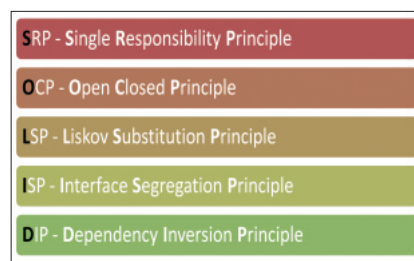 SRP - Single Responsibility Principle
OCP - Open Closed Principle
LSP - Liskov Substitution Principle
ISP - Interface Segregation Principle
DIP - Dependency Inversion Principle